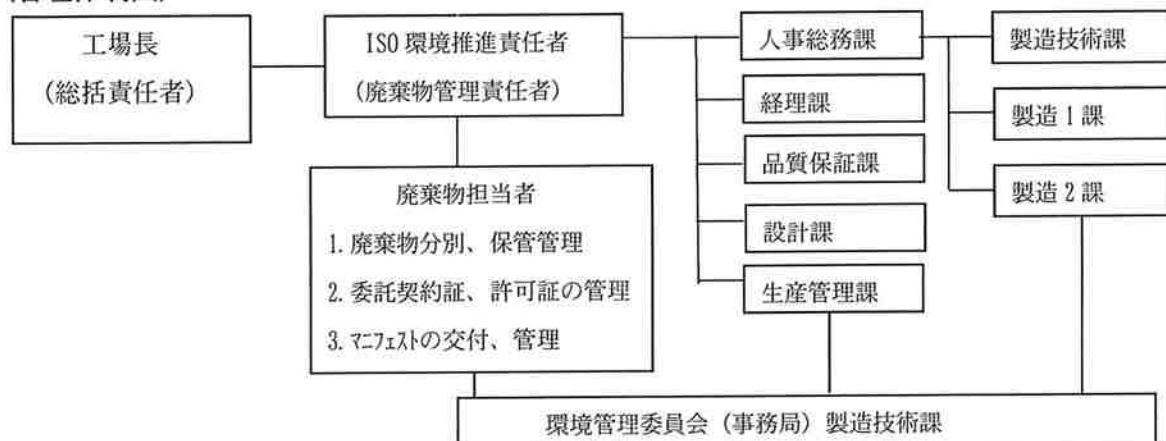 工場長
(総括責任者)
ISO 環境推進責任者
(廃棄物管理責任者)
人事総務課
製造技術課
経理課
製造1課
品質保証課
製造2課
設計課
生産管理課
廃棄物担当者
1. 廃棄物分別、保管管理
2. 委託契約証、許可証の管理
3. ﾏﾆﾌｪｽﾄの交付、管理
環境管理委員会(事務局)製造技術課